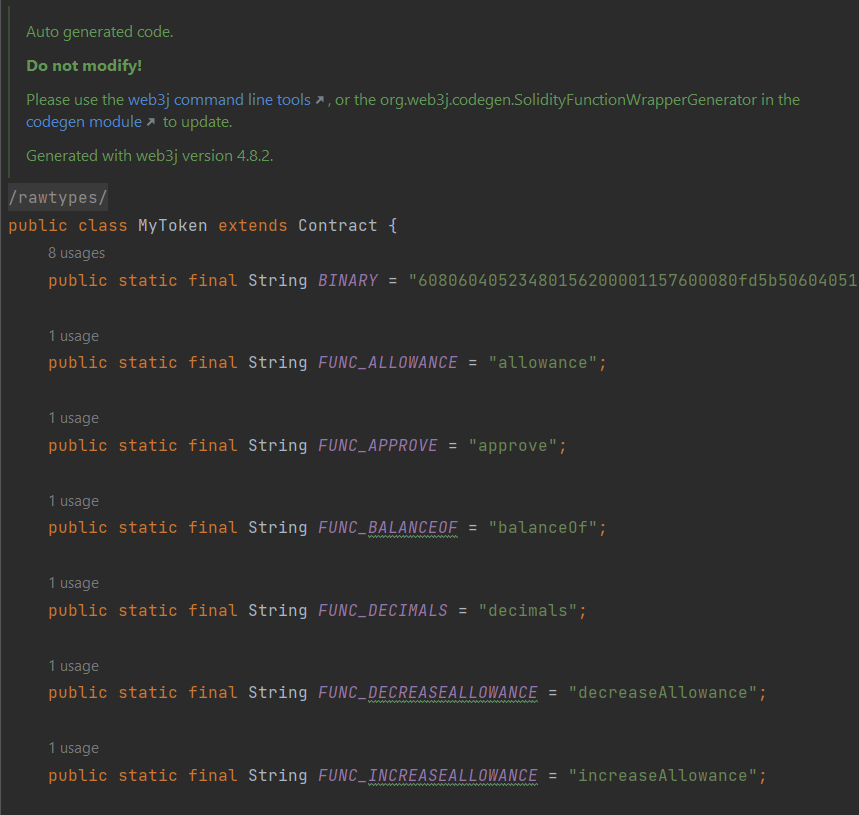 Auto generated code.
Do not modify!
Please use the web3j command line tools↗, or the org.web3j.codegen.SolidityFunctionWrapperGenerator in the
codegen module↗ to update.
Generated with web3j version 4.8.2.
/rawtypes/
public class MyToken extends Contract {
8 usages
public static final String BINARY = "608060405234801562000011576000080fd5b50604051
1 usage
public static final String FUNC_ALLOWANCE = "allowance";
1 usage
public static final String FUNC_APPROVE = "approve";
1 usage
public static final String FUNC_BALANCEOF = "balanceOf";
1 usage
public static final String FUNC_DECIMALS = "decimals";
1 usage
public static final String FUNC_DECREASEALLOWANCE = "decreaseAllowance";
1 usage
public static final String FUNC_INCREASEALLOWANCE = "increaseAllowance";